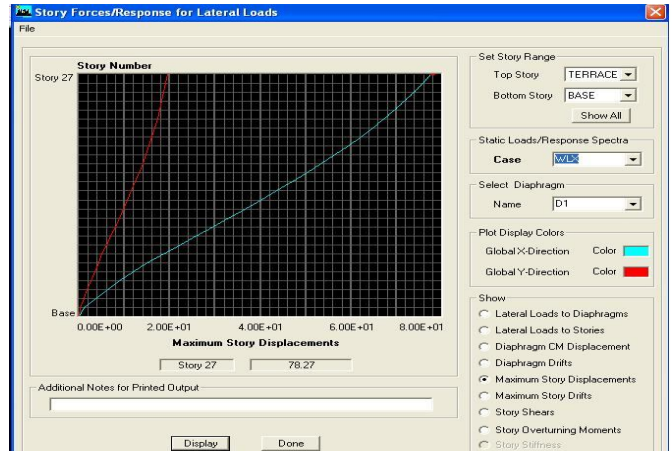 Story Forces/Response for Lateral Loads
File
Story Number
Story 27
Base
0.00E+00 2.00E+01 4.00E+01 6.00E+01 8.00E+01
Maximum Story Displacements
Story 27 78.27
Additional Notes for Printed Output
Display Done
Set Story Range
Top Story TERRACE
Bottom Story BASE
Show All
Static Loads/Response Spectra
Case WLX
Select Diaphragm
Name D1
Plot Display Colors
Global X-Direction Color
Global Y-Direction Color
Show
Lateral Loads to Diaphragms
Lateral Loads to Stories
Diaphragm CM Displacement
Diaphragm Drifts
Maximum Story Displacements
Maximum Story Drifts
Story Shears
Story Overturning Moments
Story Stiffness